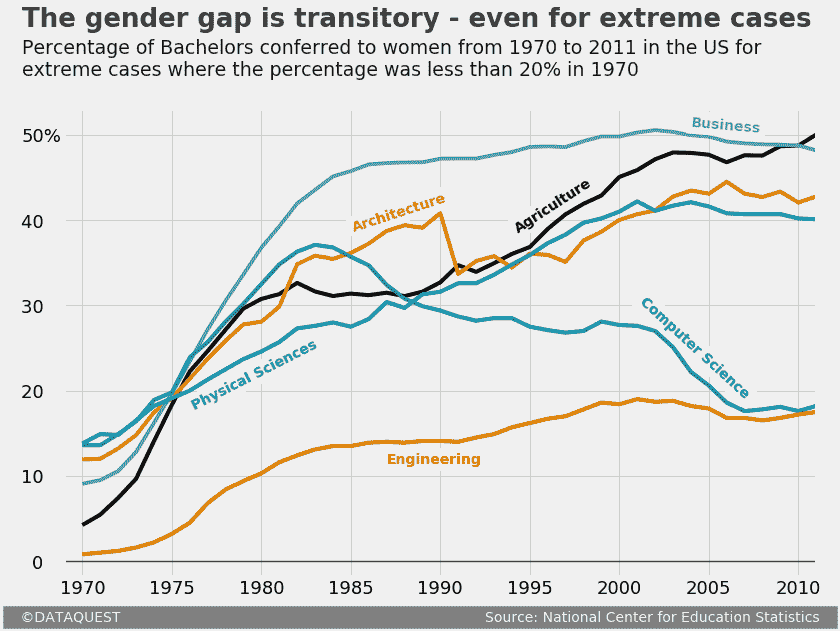 The gender gap is transitory - even for extreme cases
Percentage of Bachelors conferred to women from 1970 to 2011 in the US for
extreme cases where the percentage was less than 20% in 1970
Business
50%
Agriculture
Architecture
40
30
Computer Science
Physical Sciences
20
Engineering
10
0
1970 1975 1980 1985 1990 1995 2000 2005 2010
©DATAQUEST Source: National Center for Education Statistics